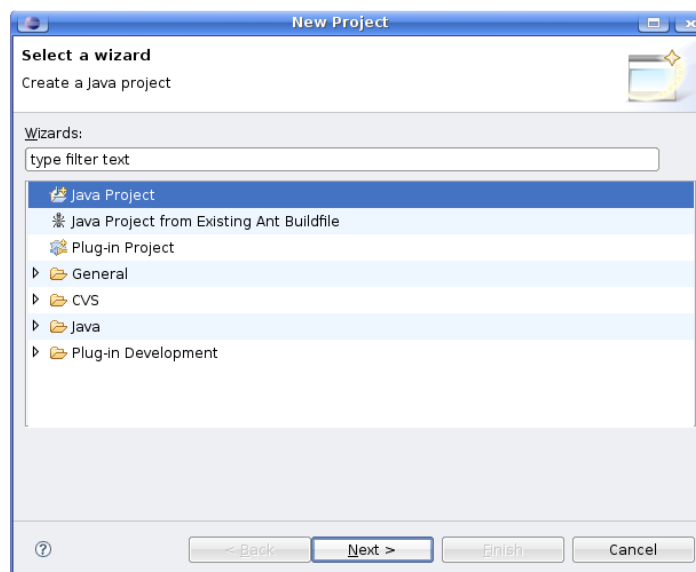 New Project
Select a wizard
Create a Java project
Wizards:
type filter text
Java Project
Java Project from Existing Ant Buildfile
Plug-in Project
General
CVS
Java
Plug-in Development
? < Back Next > Finish Cancel